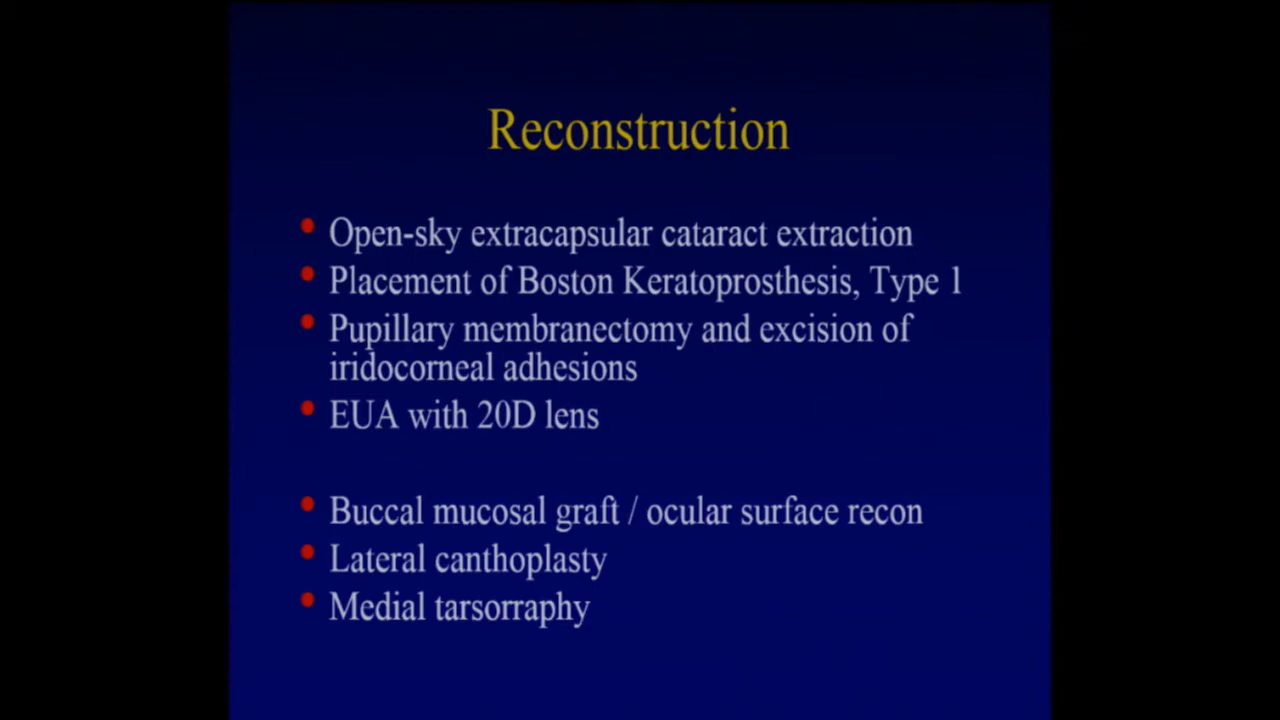 Reconstruction
• Open-sky extracapsular cataract extraction
• Placement of Boston Keratoprosthesis, Type 1
• Pupillary membranectomy and excision of
iridocorneal adhesions
• EUA with 20D lens
• Buccal mucosal graft / ocular surface recon
• Lateral canthoplasty
• Medial tarsorraphy